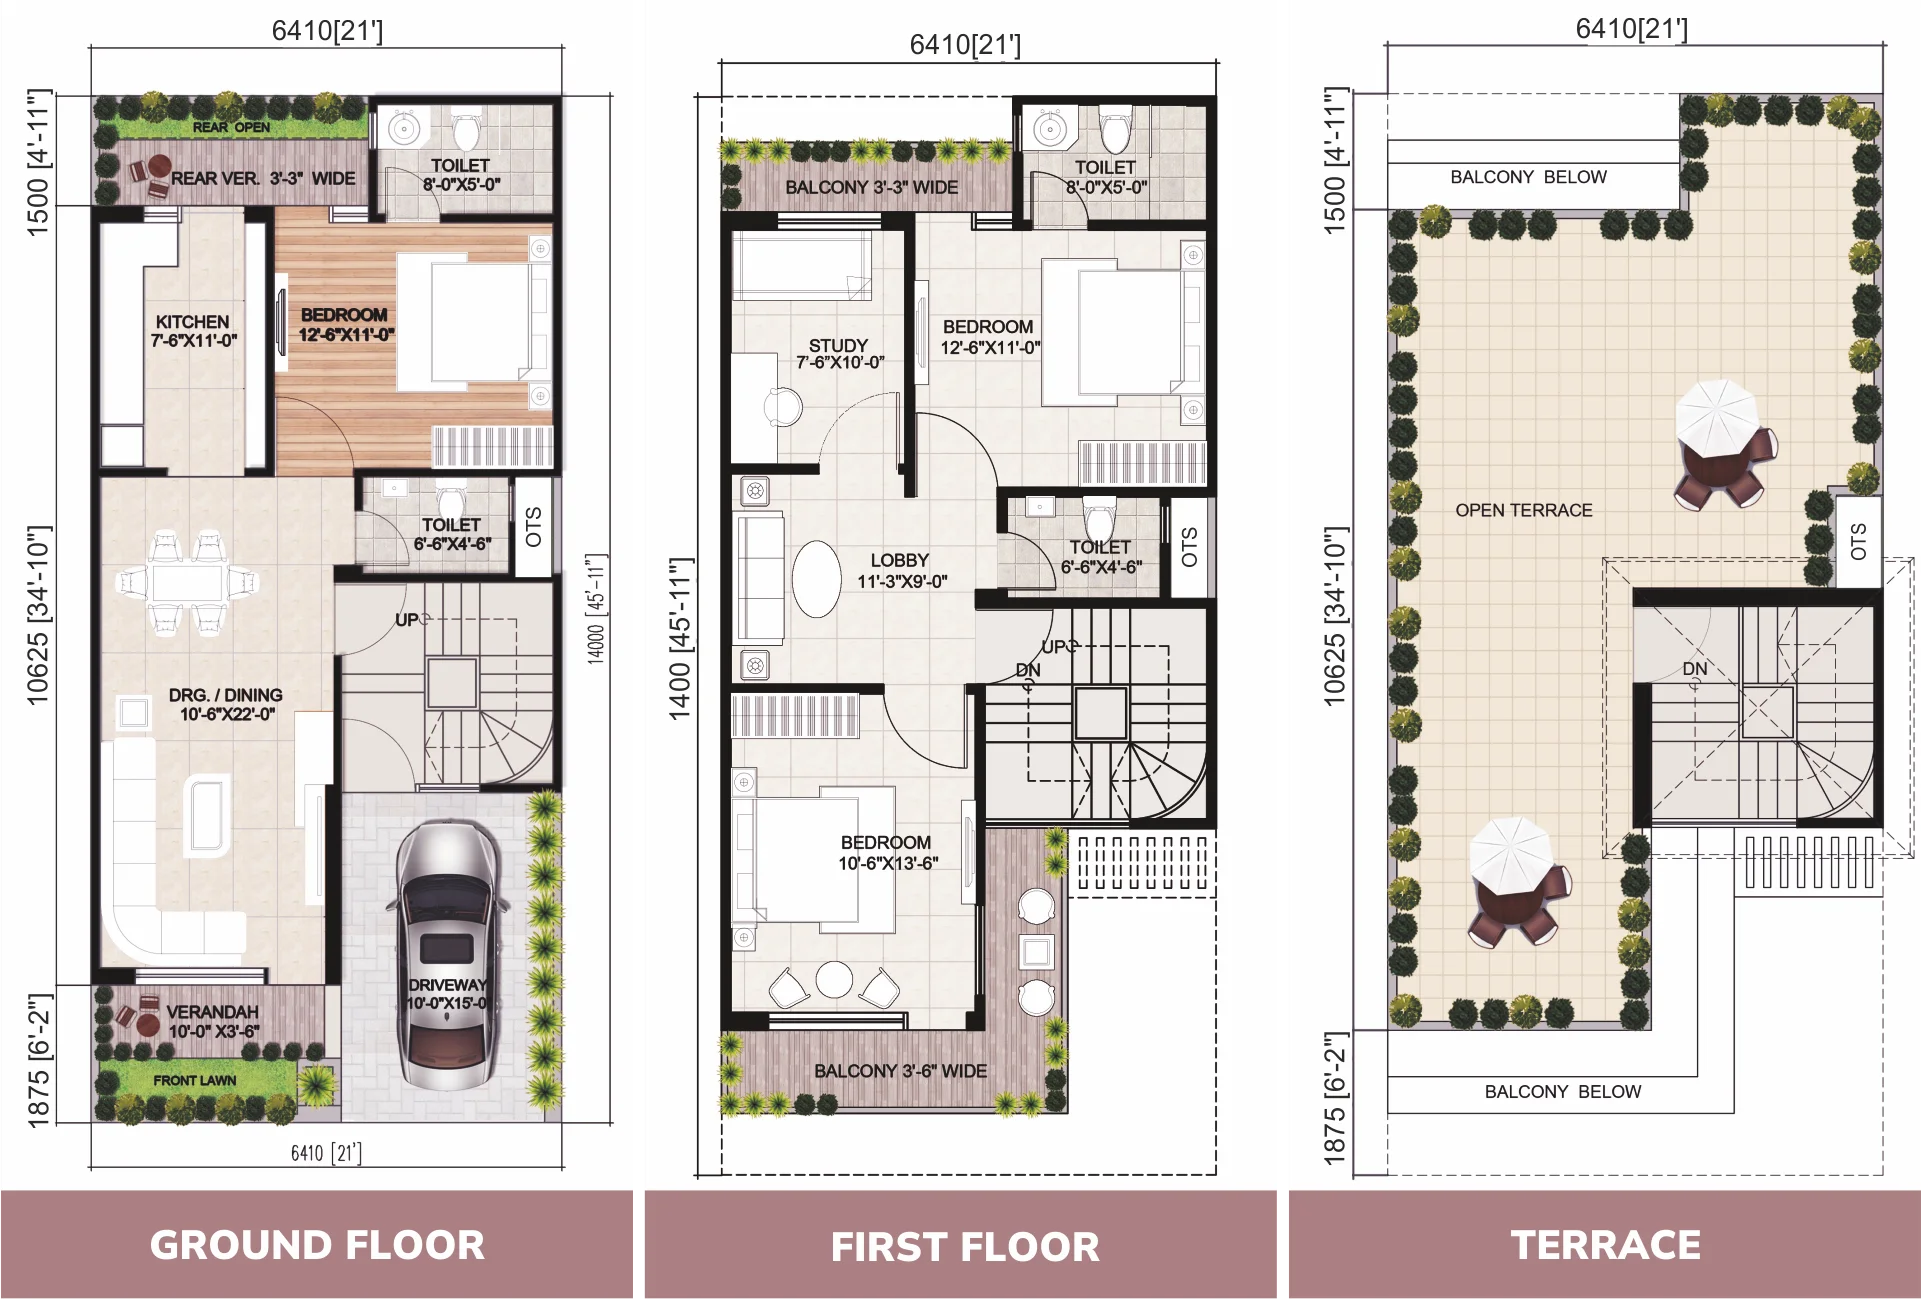 6410[21']
1500 [4'-11"]
REAR OPEN
REAR VER. 3'-3" WIDE
TOILET
8'-0"X5'-0"
KITCHEN
7'-6"X11'-0"
BEDROOM
12'-6"X11'-0"
TOILET
6'-6"X4'-6"
OTS
10625 [34'-10"]
14000 [45'-11"]
UP
DRG. / DINING
10'-6"X22'-0"
DRIVEWAY
10'-0"X15'-0
VERANDAH
10'-0" X3'-6"
1875 [6'-2"]
FRONT LAWN
6410 [21']
GROUND FLOOR
6410[21']
TOILET
8'-0"X5'-0"
BALCONY 3'-3" WIDE
STUDY
7'-6"X10'-0"
BEDROOM
12'-6"X11'-0"
LOBBY
11'-3"X9'-0"
TOILET
6'-6"X4'-6"
OTS
1400 [45'-11"]
UP
DN
BEDROOM
10'-6"X13'-6"
BALCONY 3'-6" WIDE
FIRST FLOOR
6410[21']
1500 [4'-11"]
BALCONY BELOW
OPEN TERRACE
OTS
10625 [34'-10"]
DN
1875 [6'-2"]
BALCONY BELOW
TERRACE